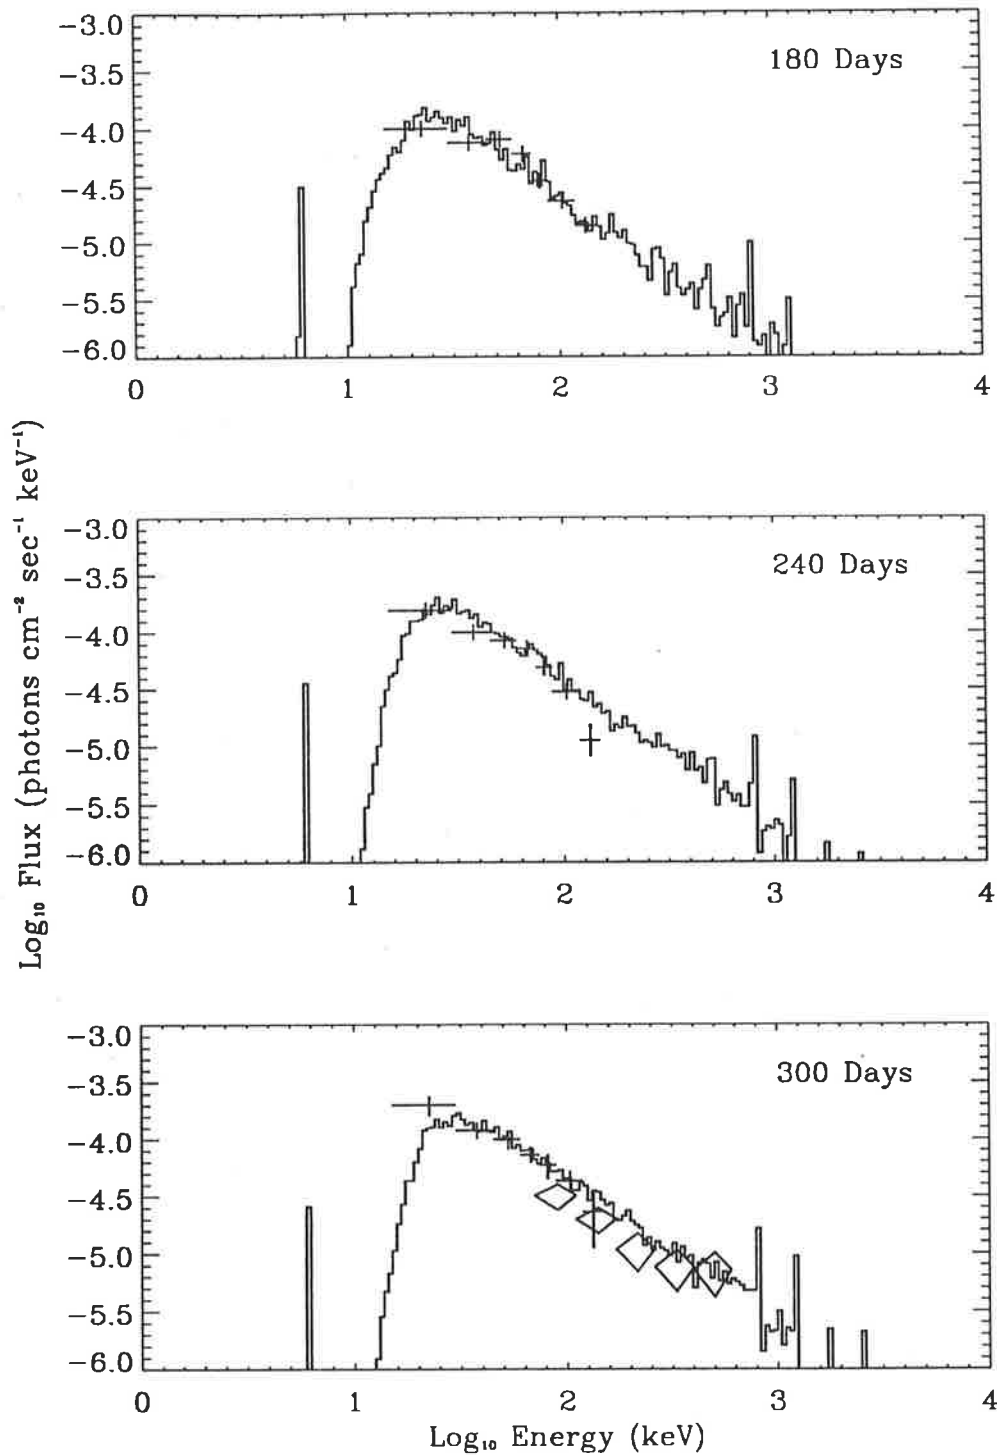 −3.0
−3.5
−4.0
−4.5
−5.0
−5.5
−6.0
180 Days
0 1 2 3 4
Log₁₀ Flux (photons cm⁻² sec⁻¹ keV⁻¹)
−3.0
−3.5
−4.0
−4.5
−5.0
−5.5
−6.0
240 Days
0 1 2 3 4
−3.0
−3.5
−4.0
−4.5
−5.0
−5.5
−6.0
300 Days
0 1 2 3 4
Log₁₀ Energy (keV)